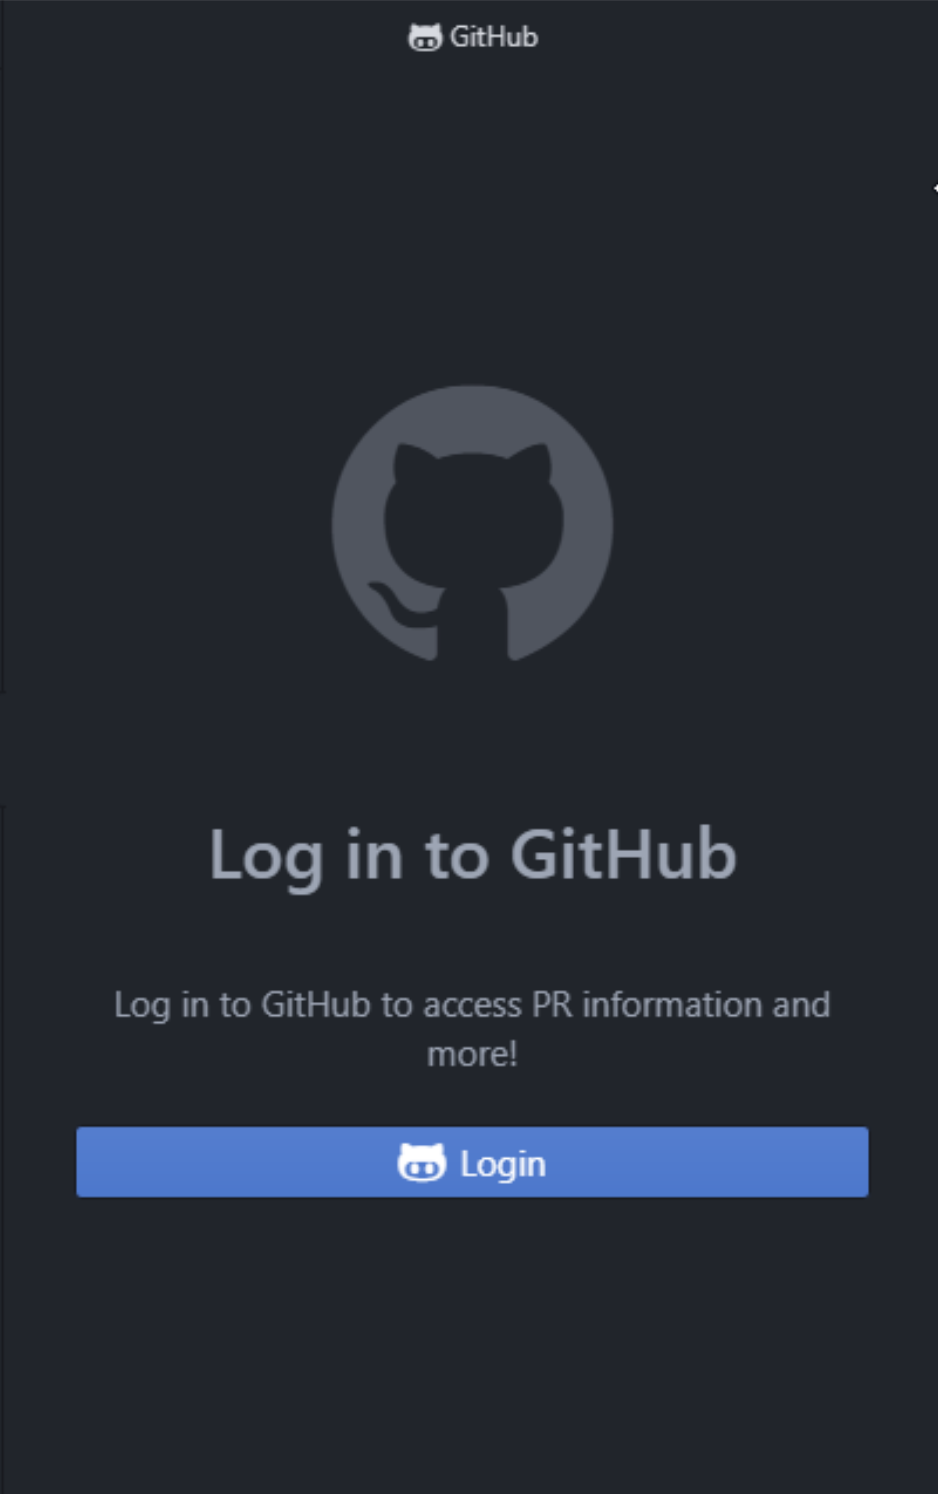 GitHub
Log in to GitHub
Log in to GitHub to access PR information and
more!
Login